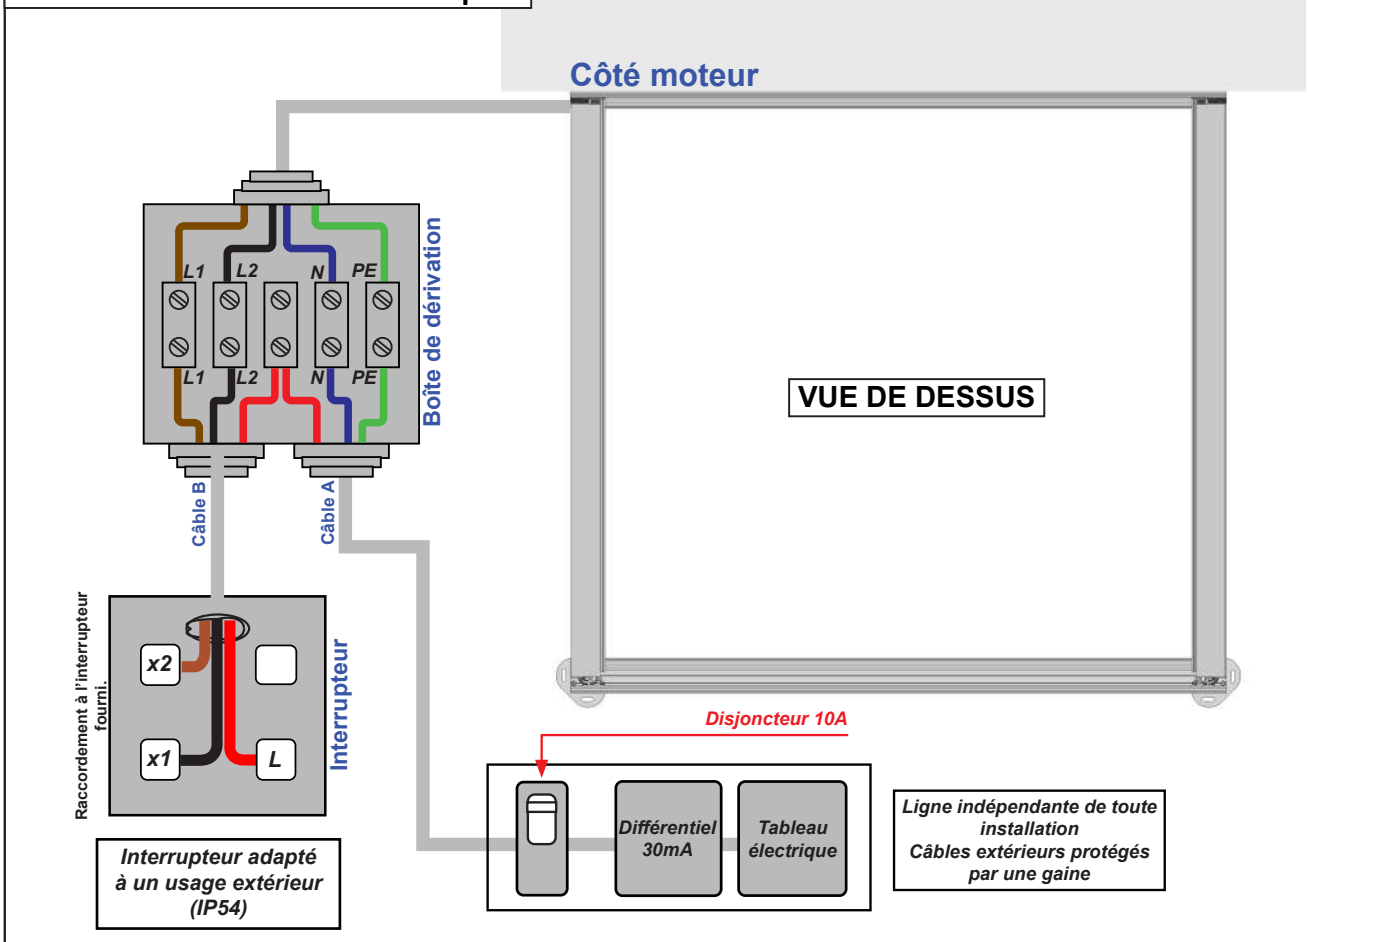 Côté moteur
L1 L2 N PE
L1 L2 N PE
Boîte de dérivation
VUE DE DESSUS
Câble B
Câble A
Racccordement à l'interrupteur
fourni.
x2
x1
L
Interrupteur
Interrupteur adapté
à un usage extérieur
(IP54)
Disjoncteur 10A
Différentiel
30mA
Tableau
électrique
Ligne indépendante de toute
installation
Câbles extérieurs protégés
par une gaine